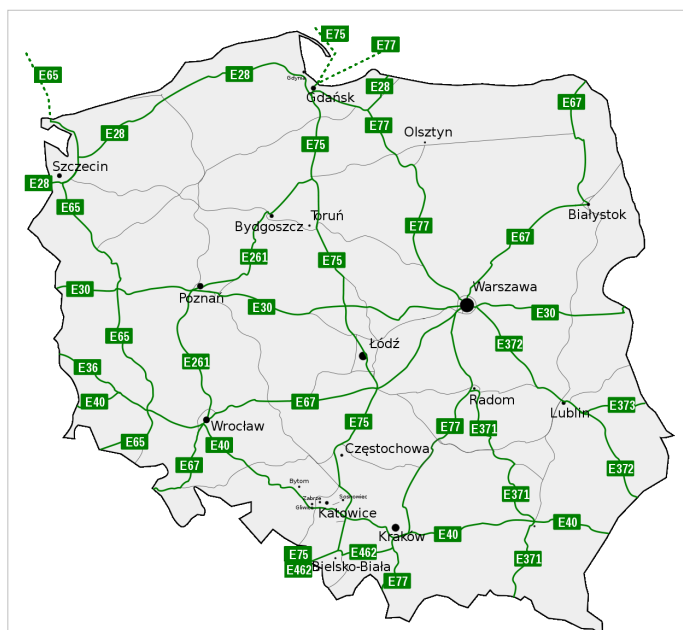 E75
E77
E65
E28
Gdynia
Gdańsk
E28
E67
E28
E77
Olsztyn
E75
Szczecin
E28
E65
Białystok
Bydgoszcz
Toruń
E77
E67
E261
E75
Warszawa
E30
Poznań
E30
E30
E65
Łódź
E372
E36
E261
E40
E67
Radom
Lublin
E373
Wrocław
E75
E77
E371
E65
E40
Częstochowa
E67
E372
Bytom
Zabrze
Sosnowiec
Gliwice
Katowice
E371
Kraków
E40
E40
E75
E462
E462
Bielsko-Biała
E371
E77